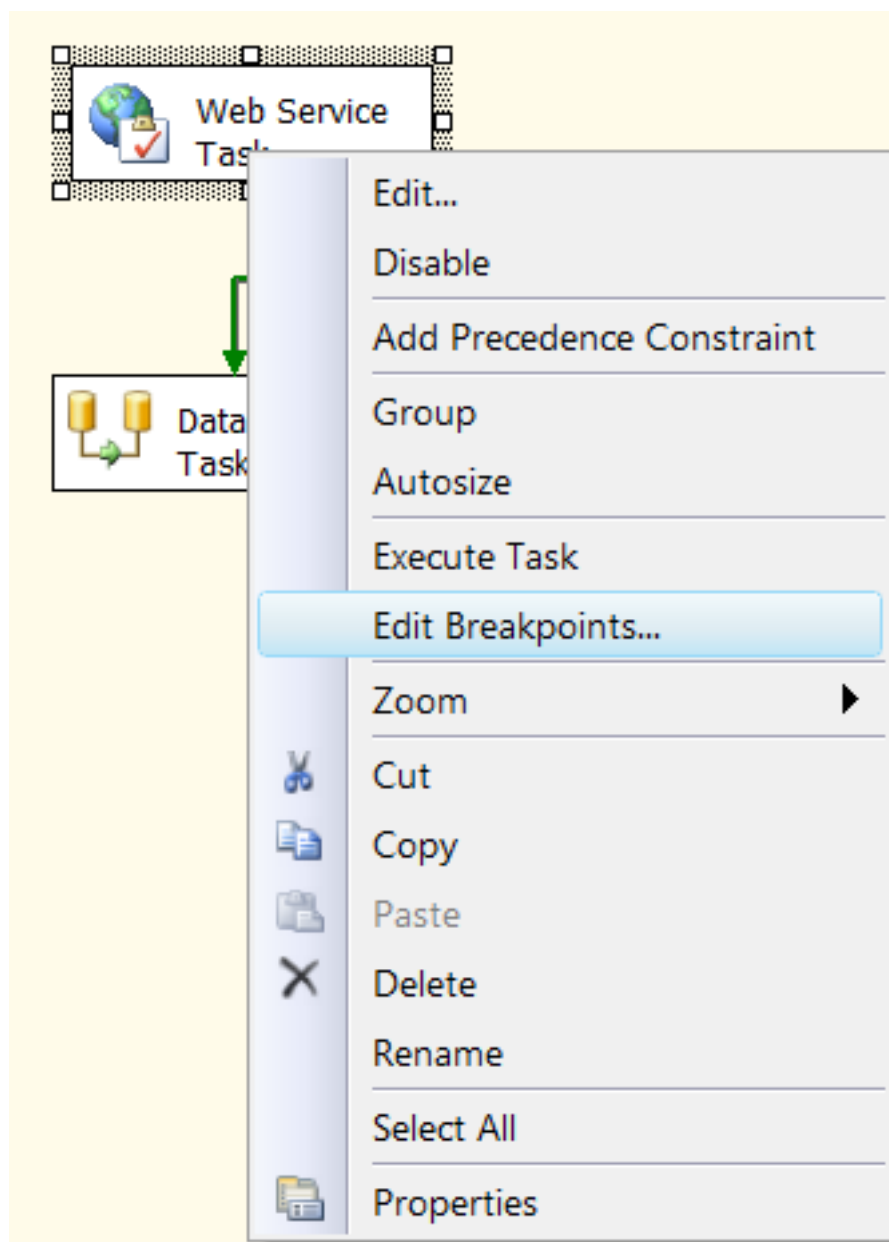 Web Service
Task
Edit...
Disable
Add Precedence Constraint
Data
Task
Group
Autosize
Execute Task
Edit Breakpoints...
Zoom
Cut
Copy
Paste
Delete
Rename
Select All
Properties